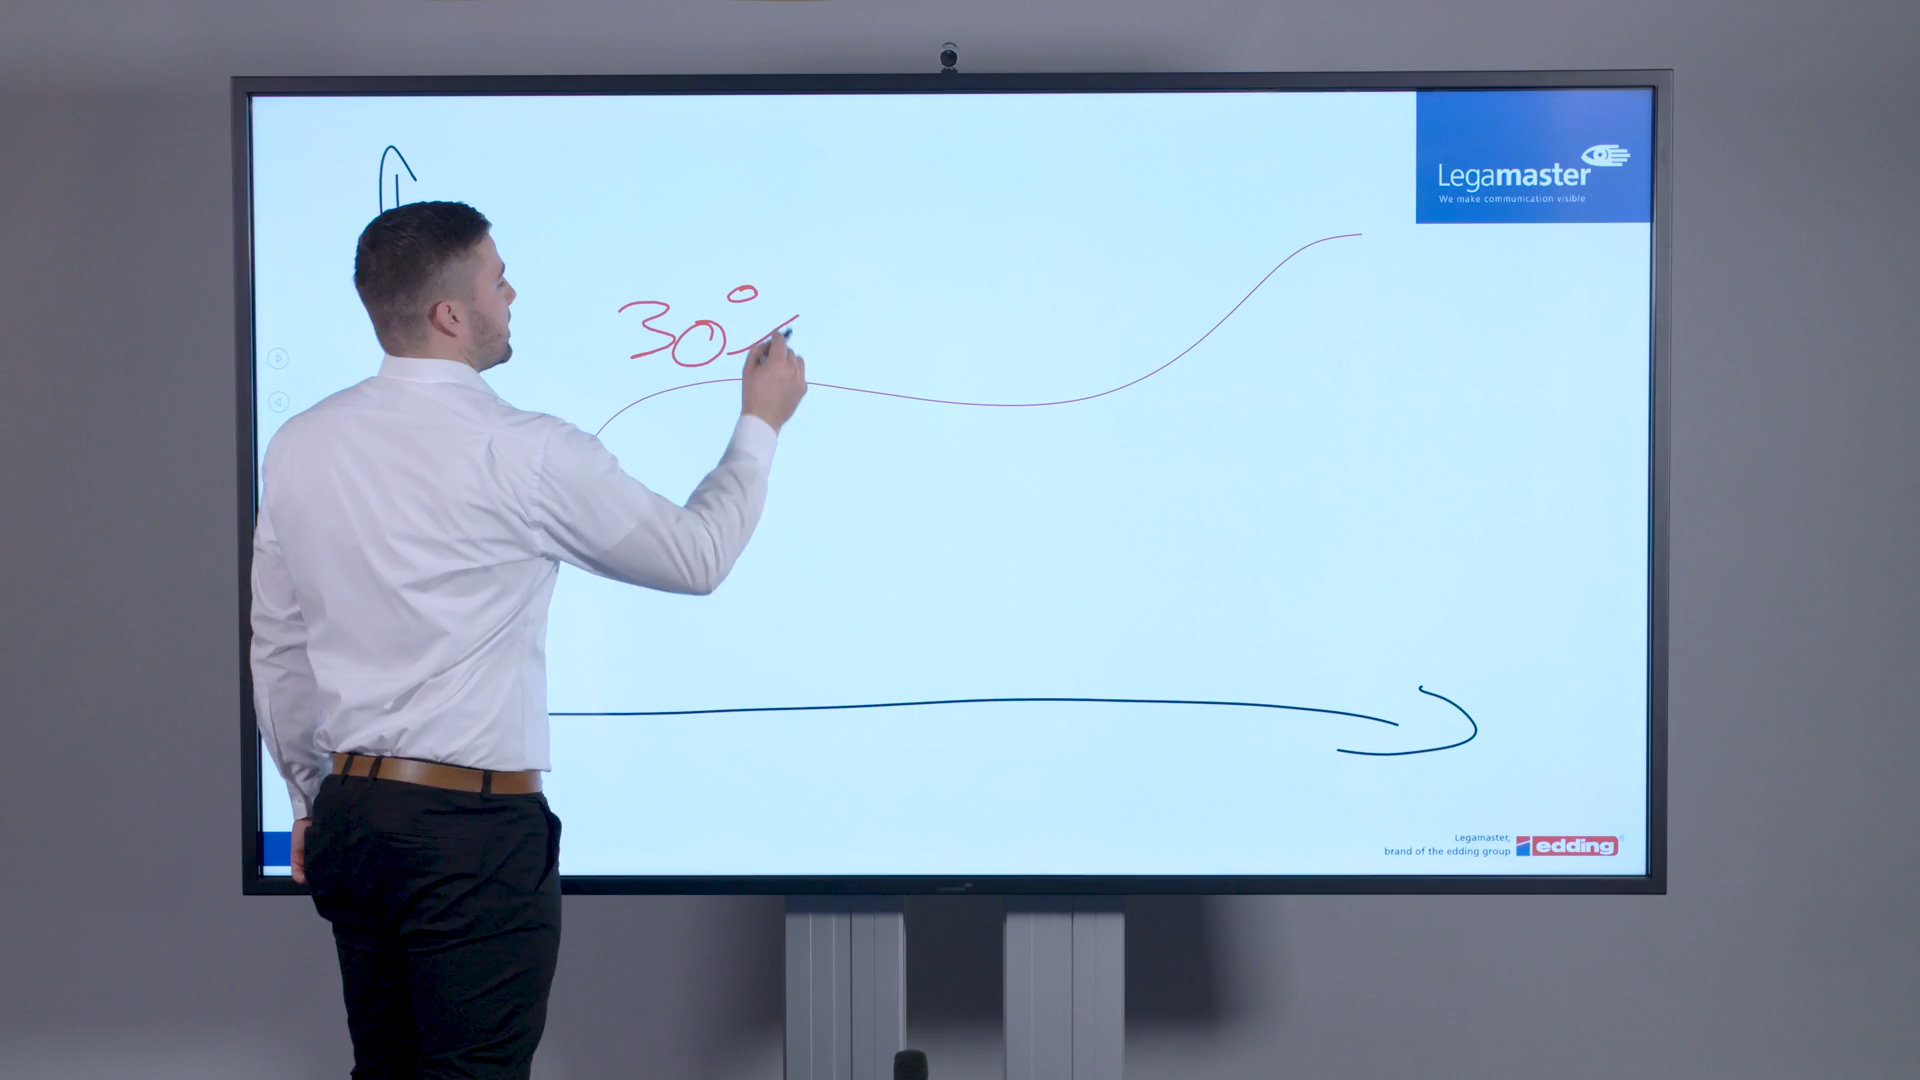 Legamaster
We make communication visible
30%
Legamaster,
brand of the edding group
edding